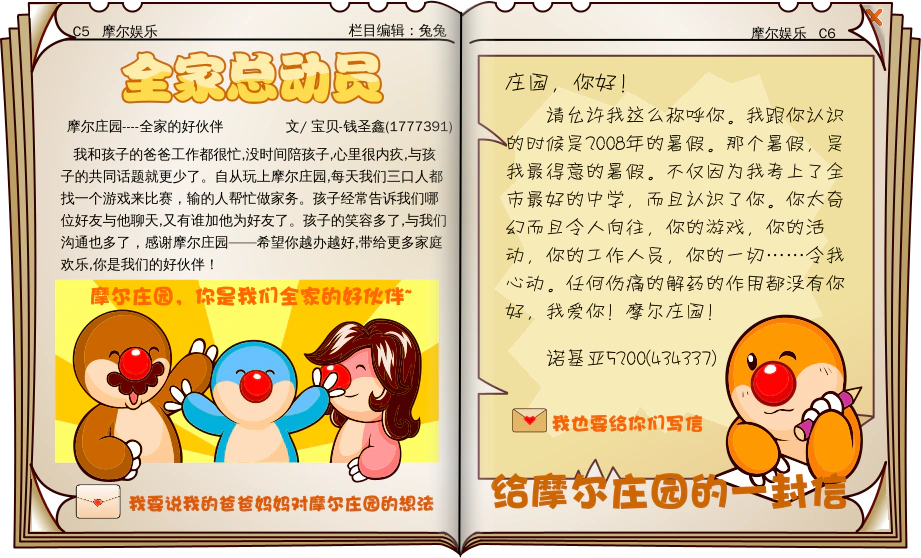 C5 摩尔娱乐
栏目编辑：兔兔
全家总动员
摩尔庄园----全家的好伙伴
文/ 宝贝-钱圣鑫(1777391)
我和孩子的爸爸工作都很忙,没时间陪孩子,心里很内疚,与孩
子的共同话题就更少了。自从玩上摩尔庄园,每天我们三口人都
找一个游戏来比赛，输的人帮忙做家务。孩子经常告诉我们哪
位好友与他聊天,又有谁加他为好友了。孩子的笑容多了,与我们
沟通也多了，感谢摩尔庄园——希望你越办越好,带给更多家庭
欢乐,你是我们的好伙伴！
摩尔庄园，你是我们全家的好伙伴~
我要说我的爸爸妈妈对摩尔庄园的想法
摩尔娱乐 C6
庄园，你好！
请允许我这么称呼你。我跟你认识
的时候是2008年的暑假。那个暑假，是
我最得意的暑假。不仅因为我考上了全
市最好的中学，而且认识了你。你太奇
幻而且令人向往，你的游戏，你的活
动，你的工作人员，你的一切……令我
心动。任何伤痛的解药的作用都没有你
好，我爱你！摩尔庄园！
诺基亚5200(434337)
我也要给你们写信
给摩尔庄园的一封信